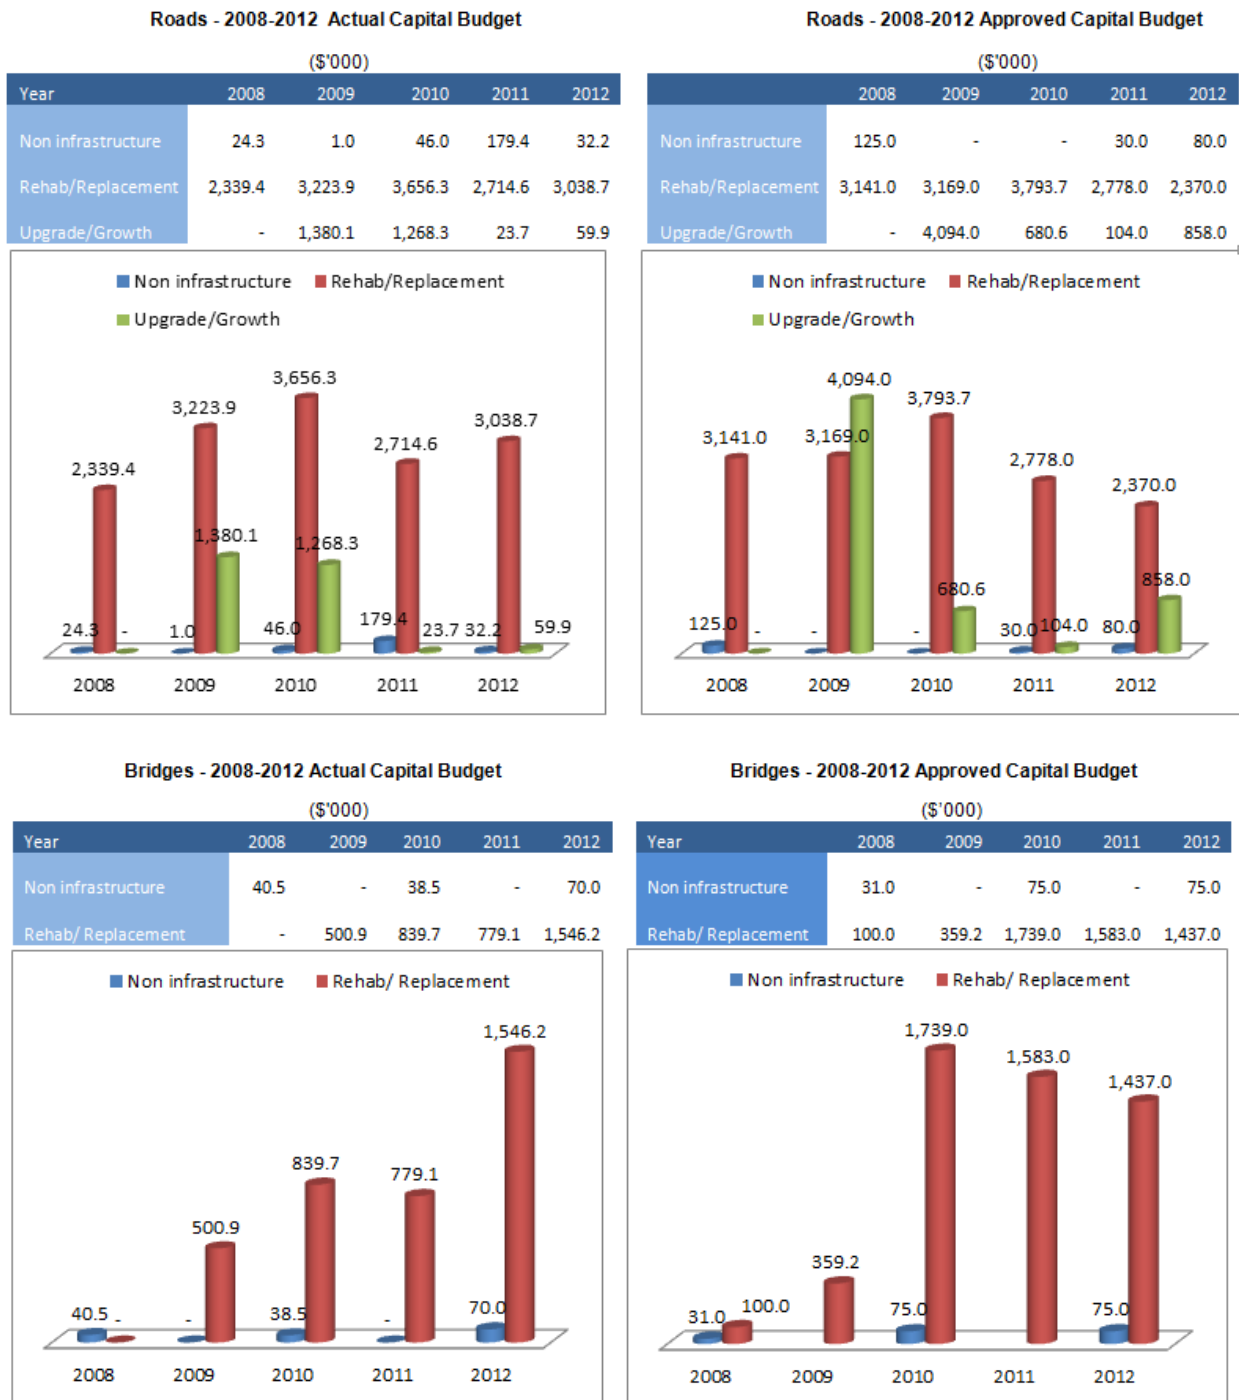 Roads - 2008-2012 Actual Capital Budget
($'000)
Year 2008 2009 2010 2011 2012
Non infrastructure 24.3 1.0 46.0 179.4 32.2
Rehab/Replacement 2,339.4 3,223.9 3,656.3 2,714.6 3,038.7
Upgrade/Growth - 1,380.1 1,268.3 23.7 59.9
Non infrastructure Rehab/Replacement
Upgrade/Growth
3,656.3
3,223.9
3,038.7
2,714.6
2,339.4
1,380.1 1,268.3
24.3 - 1.0 46.0 179.4 23.7 32.2 59.9
2008 2009 2010 2011 2012
Roads - 2008-2012 Approved Capital Budget
($'000)
2008 2009 2010 2011 2012
Non infrastructure 125.0 - - 30.0 80.0
Rehab/Replacement 3,141.0 3,169.0 3,793.7 2,778.0 2,370.0
Upgrade/Growth - 4,094.0 680.6 104.0 858.0
Non infrastructure Rehab/Replacement
Upgrade/Growth
4,094.0
3,793.7
3,141.0 3,169.0
2,778.0
2,370.0
680.6 858.0
125.0 - - - 30.0 104.0 80.0
2008 2009 2010 2011 2012
Bridges - 2008-2012 Actual Capital Budget
($'000)
Year 2008 2009 2010 2011 2012
Non infrastructure 40.5 - 38.5 - 70.0
Rehab/ Replacement - 500.9 839.7 779.1 1,546.2
Non infrastructure Rehab/ Replacement
1,546.2
839.7
779.1
500.9
40.5 - - 38.5 - 70.0
2008 2009 2010 2011 2012
Bridges - 2008-2012 Approved Capital Budget
($'000)
Year 2008 2009 2010 2011 2012
Non infrastructure 31.0 - 75.0 - 75.0
Rehab/ Replacement 100.0 359.2 1,739.0 1,583.0 1,437.0
Non infrastructure Rehab/ Replacement
1,739.0
1,583.0
1,437.0
359.2
31.0 100.0 75.0 75.0
2008 2009 2010 2011 2012